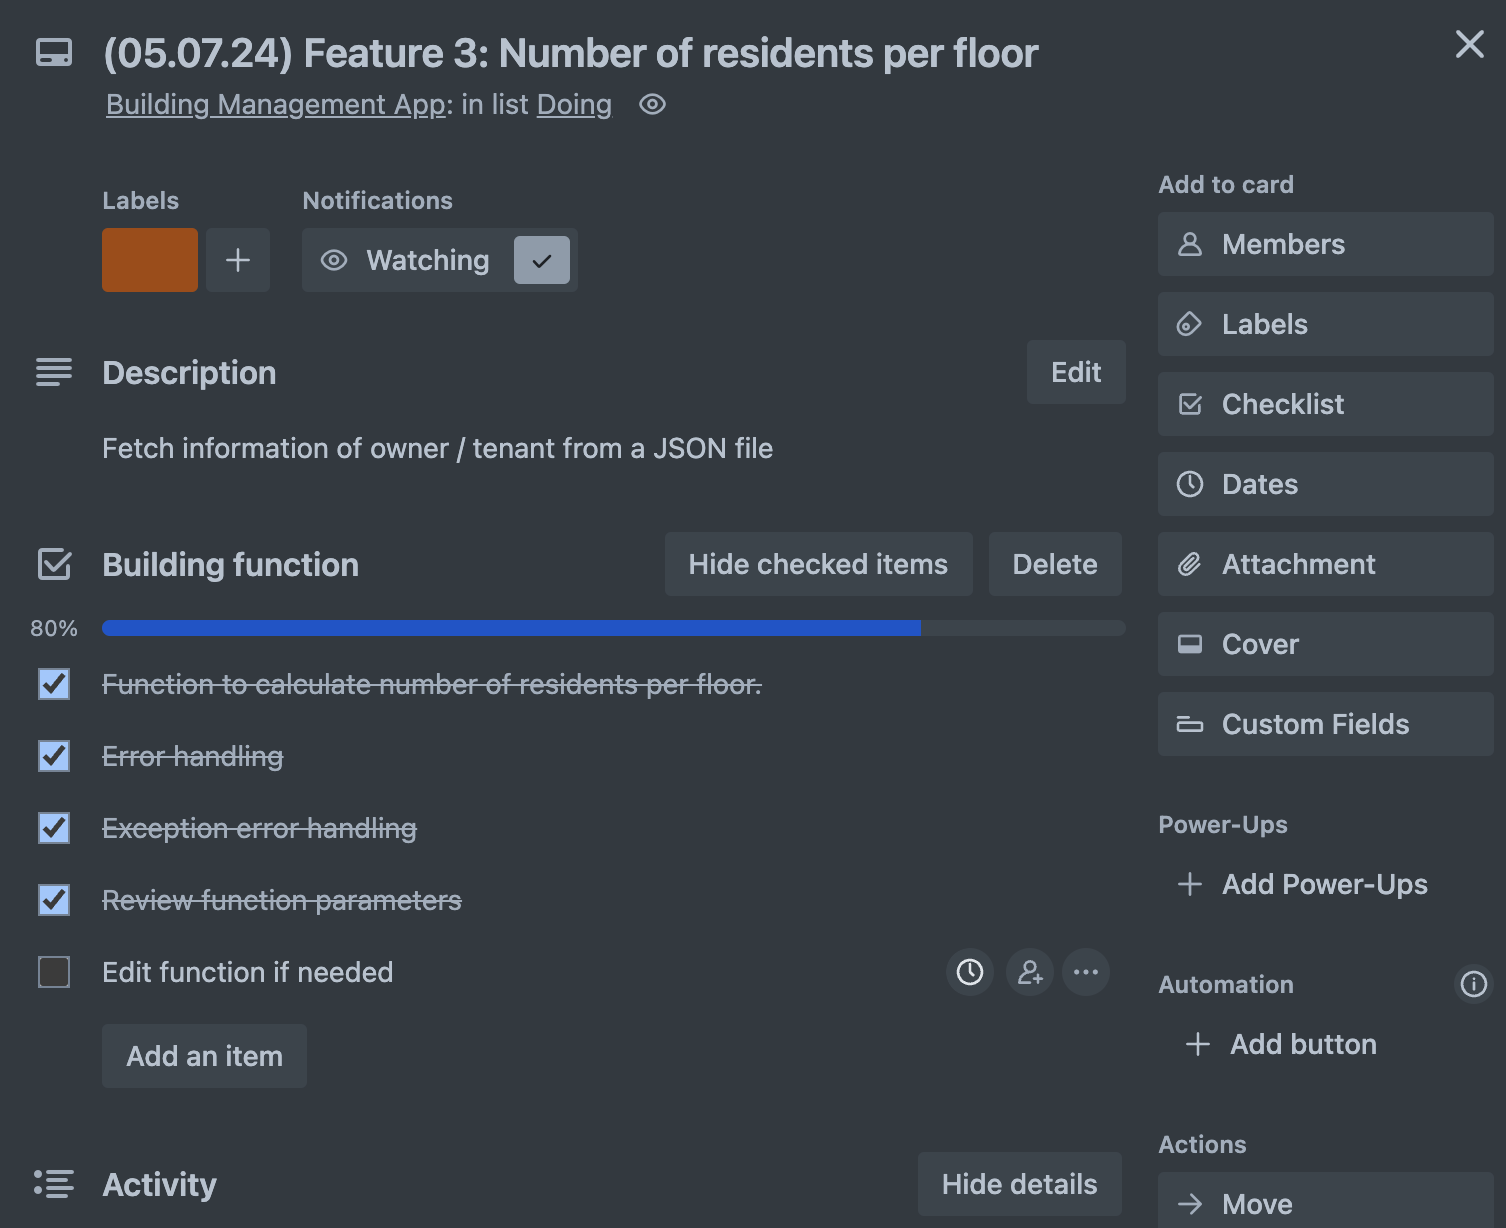 (05.07.24) Feature 3: Number of residents per floor
Building Management App: in list Doing
Labels
Notifications
Watching
Description
Edit
Fetch information of owner / tenant from a JSON file
Building function
Hide checked items
Delete
80%
Function to calculate number of residents per floor.
Error handling
Exception error handling
Review function parameters
Edit function if needed
Add an item
Activity
Hide details
Add to card
Members
Labels
Checklist
Dates
Attachment
Cover
Custom Fields
Power-Ups
Add Power-Ups
Automation
Add button
Actions
Move